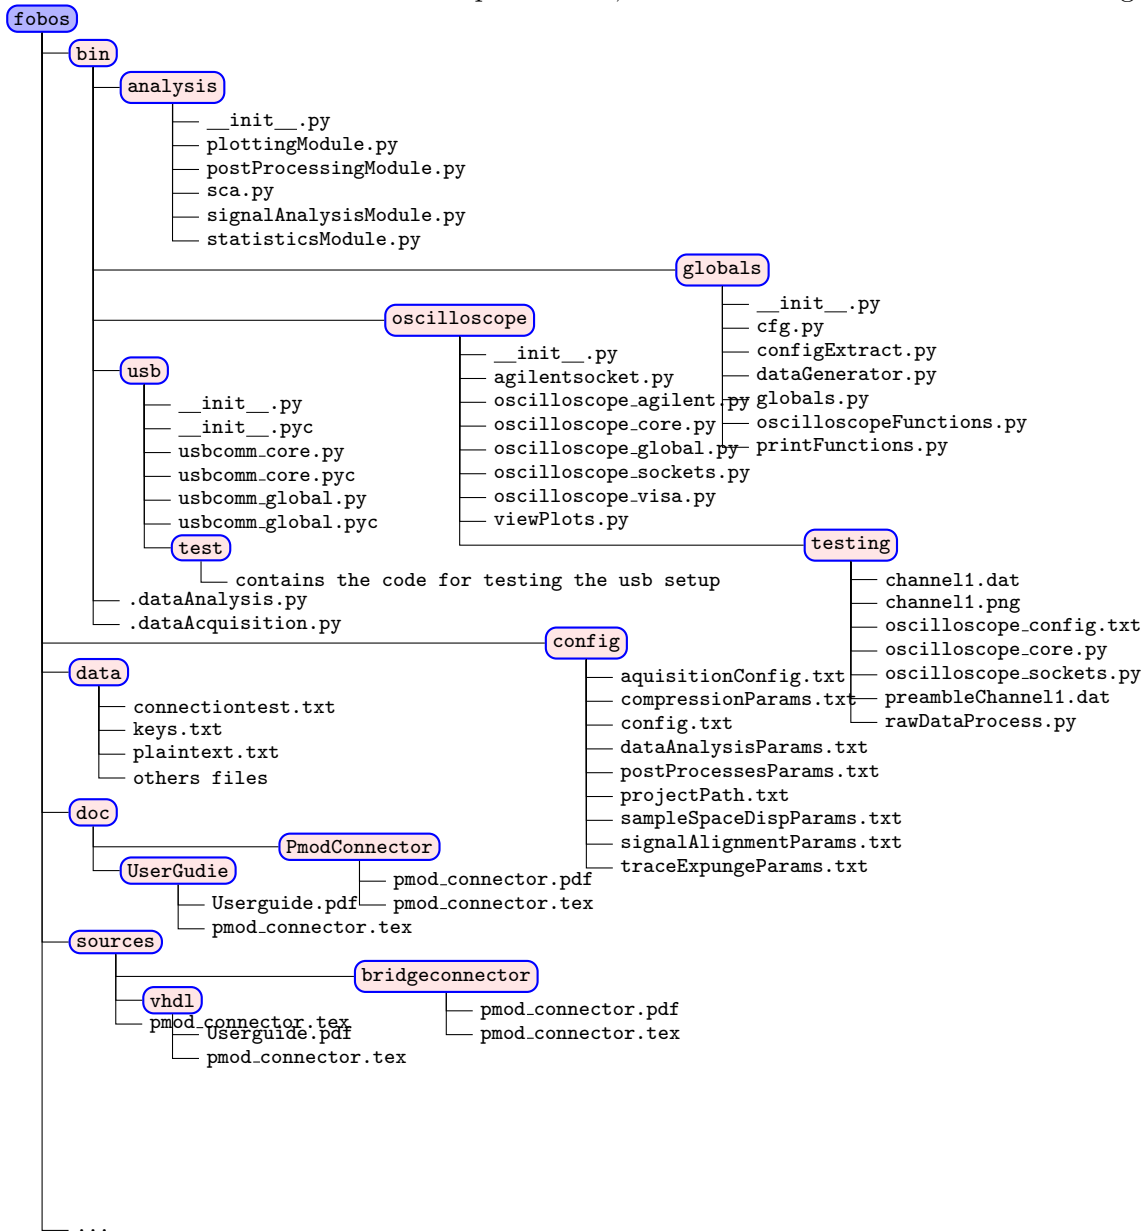 fobos
bin
analysis
__init__.py
plottingModule.py
postProcessingModule.py
sca.py
signalAnalysisModule.py
statisticsModule.py
globals
__init__.py
cfg.py
configExtract.py
dataGenerator.py
globals.py
oscilloscopeFunctions.py
printFunctions.py
oscilloscope
__init__.py
agilentsocket.py
oscilloscope_agilent.py
oscilloscope_core.py
oscilloscope_global.py
oscilloscope_sockets.py
oscilloscope_visa.py
viewPlots.py
testing
channel1.dat
channel1.png
oscilloscope_config.txt
oscilloscope_core.py
oscilloscope_sockets.py
preambleChannel1.dat
rawDataProcess.py
usb
__init__.py
__init__.pyc
usbcomm_core.py
usbcomm_core.pyc
usbcomm_global.py
usbcomm_global.pyc
test
contains the code for testing the usb setup
.dataAnalysis.py
.dataAcquisition.py
config
aquisitionConfig.txt
compressionParams.txt
config.txt
dataAnalysisParams.txt
postProcessesParams.txt
projectPath.txt
sampleSpaceDispParams.txt
signalAlignmentParams.txt
traceExpungeParams.txt
data
connectiontest.txt
keys.txt
plaintext.txt
others files
doc
PmodConnector
pmod_connector.pdf
pmod_connector.tex
UserGudie
Userguide.pdf
pmod_connector.tex
sources
bridgeconnector
pmod_connector.pdf
pmod_connector.tex
vhdl
Userguide.pdf
pmod_connector.tex
pmod_connector.tex
...